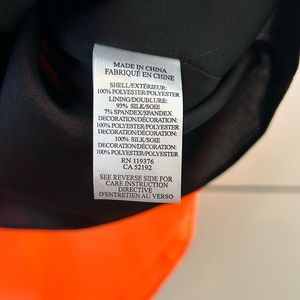 MADE IN CHINA
FABRIQUÉ EN CHINE
SHELL/EXTÉRIEUR:
100% POLYESTER/POLYESTER
LINING/DOUBLURE:
93% SILK/SOIE
7% SPANDEX/SPANDEX
DECORATION/DÉCORATION:
100% POLYESTER/POLYESTER
DECORATION/DÉCORATION:
100% SILK/SOIE
DECORATION/DÉCORATION:
100% POLYESTER/POLYESTER
RN 119376
CA 52192
SEE REVERSE SIDE FOR
CARE INSTRUCTION
DIRECTIVE
D'ENTRETIEN AU VERSO